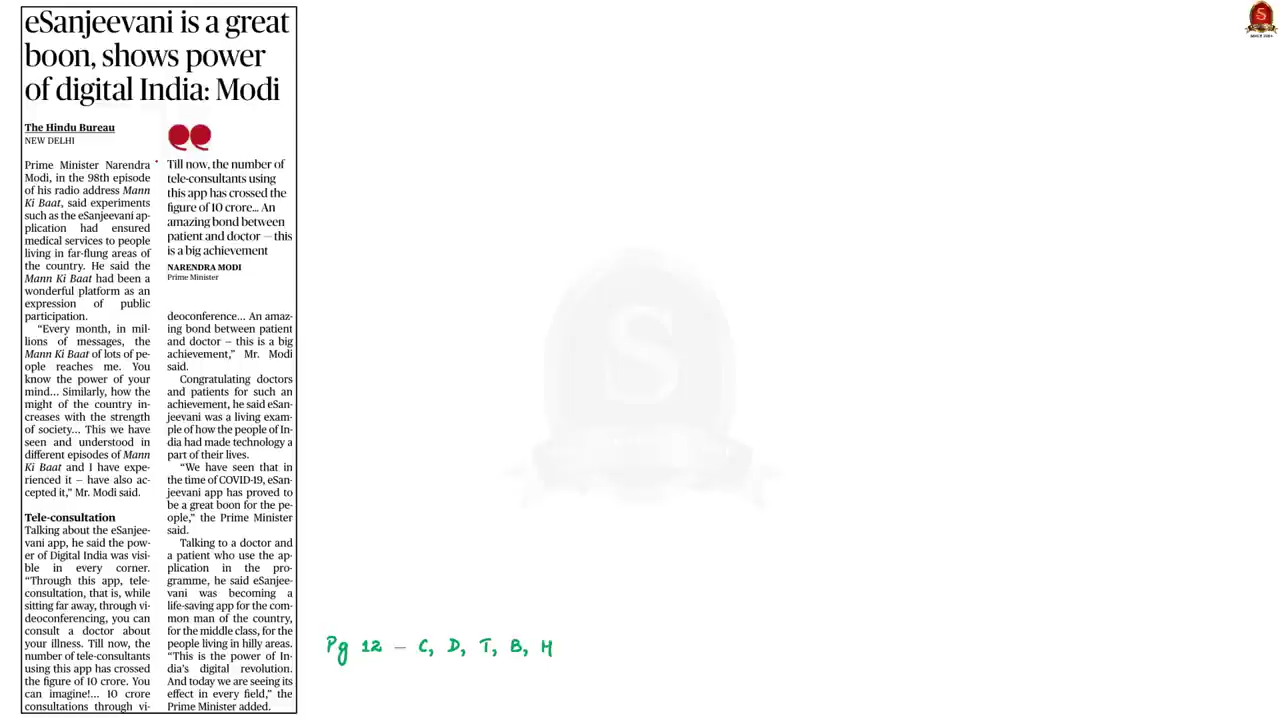 eSanjeevani is a great
boon, shows power
of digital India: Modi
The Hindu Bureau
NEW DELHI
Prime Minister Narendra
Modi, in the 98th episode
of his radio address Mann
Ki Baat, said experiments
such as the eSanjeevani ap-
plication had ensured
medical services to people
living in far-flung areas of
the country. He said the
Mann Ki Baat had been a
wonderful platform as an
expression of public
participation.
“Every month, in mil-
lions of messages, the
Mann Ki Baat of lots of pe-
ople reaches me. You
know the power of your
mind... Similarly, how the
might of the country in-
creases with the strength
of society... This we have
seen and understood in
different episodes of Mann
Ki Baat and I have expe-
rienced it – have also ac-
cepted it,” Mr. Modi said.
Tele-consultation
Talking about the eSanjee-
vani app, he said the pow-
er of Digital India was visi-
ble in every corner.
“Through this app, tele-
consultation, that is, while
sitting far away, through vi-
deoconferencing, you can
consult a doctor about
your illness. Till now, the
number of tele-consultants
using this app has crossed
the figure of 10 crore. You
can imagine!... 10 crore
consultations through vi-
Till now, the number of
tele-consultants using
this app has crossed the
figure of 10 crore... An
amazing bond between
patient and doctor — this
is a big achievement
NARENDRA MODI
Prime Minister
deoconference... An amaz-
ing bond between patient
and doctor – this is a big
achievement,” Mr. Modi
said.
Congratulating doctors
and patients for such an
achievement, he said eSan-
jeevani was a living exam-
ple of how the people of In-
dia had made technology a
part of their lives.
“We have seen that in
the time of COVID-19, eSan-
jeevani app has proved to
be a great boon for the pe-
ople,” the Prime Minister
said.
Talking to a doctor and
a patient who use the ap-
plication in the pro-
gramme, he said eSanjee-
vani was becoming a
life-saving app for the com-
mon man of the country,
for the middle class, for the
people living in hilly areas.
“This is the power of In-
dia’s digital revolution.
And today we are seeing its
effect in every field,” the
Prime Minister added.
Pg 12 – C, D, T, B, H
S
S